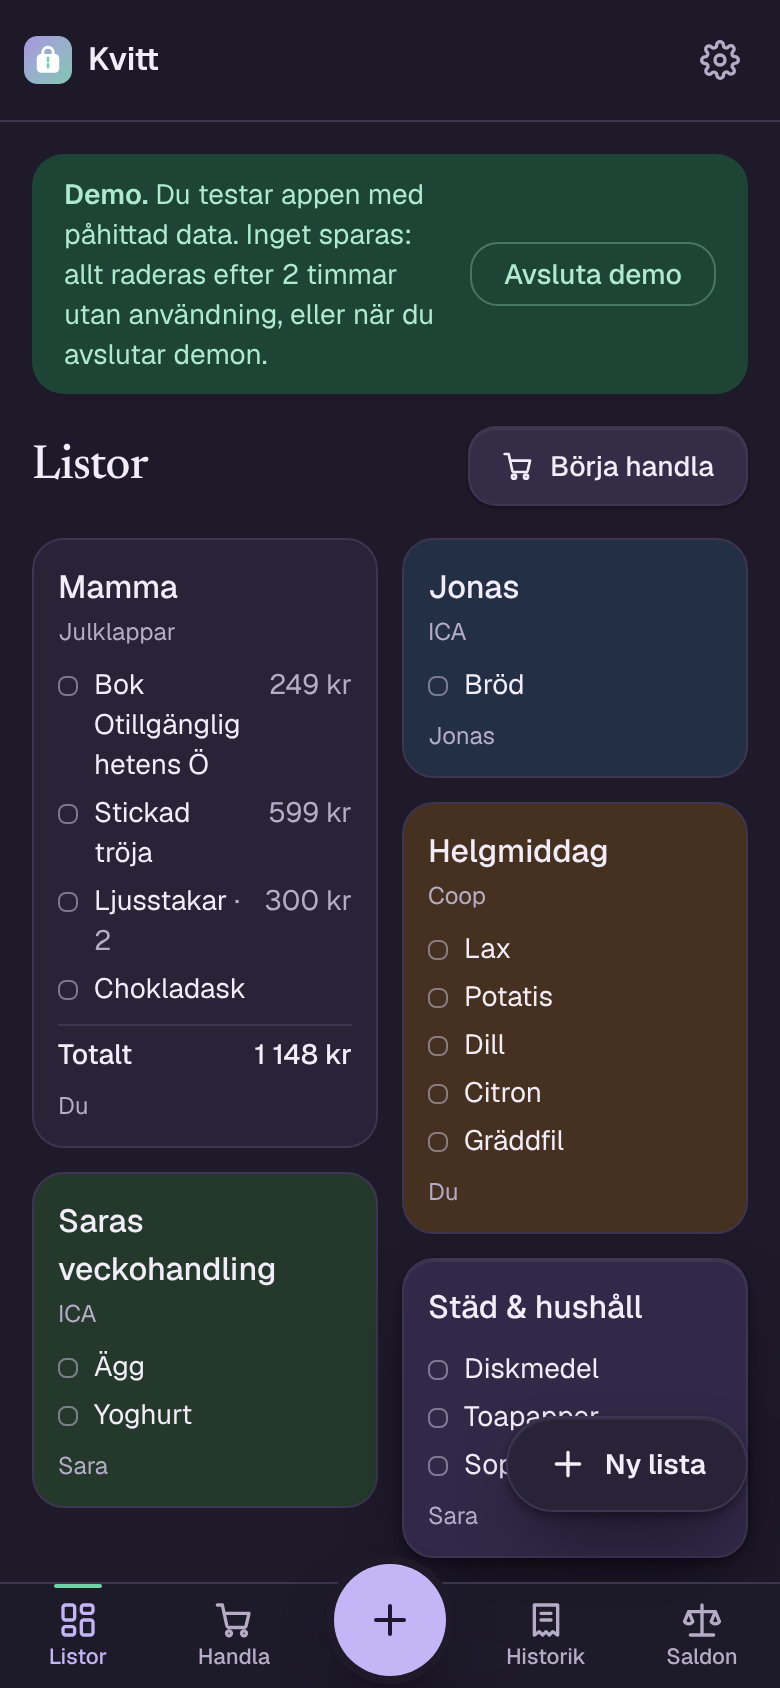 Kvitt
Demo. Du testar appen med
påhittad data. Inget sparas:
allt raderas efter 2 timmar
utan användning, eller när du
avslutar demon.
Avsluta demo
Listor
Börja handla
Mamma
Julklappar
Bok 249 kr
Otillgänglig
hetens Ö
Stickad 599 kr
tröja
Ljusstakar · 300 kr
2
Chokladask
Totalt 1 148 kr
Du
Saras
veckohandling
ICA
Ägg
Yoghurt
Sara
Jonas
ICA
Bröd
Jonas
Helgmiddag
Coop
Lax
Potatis
Dill
Citron
Gräddfil
Du
Städ & hushåll
Diskmedel
Toapapper
Sara
Ny lista
Listor
Handla
Historik
Saldon